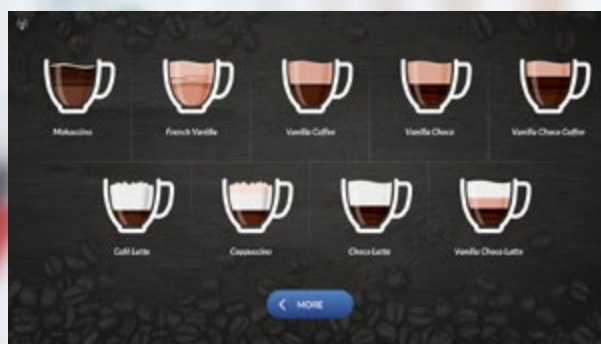 Mokaccino
French Vanilla
Vanilla Coffee
Vanilla Choco
Vanilla Choco Coffee
Café Latte
Cappuccino
Choco Latte
Vanilla Choco Latte
MORE